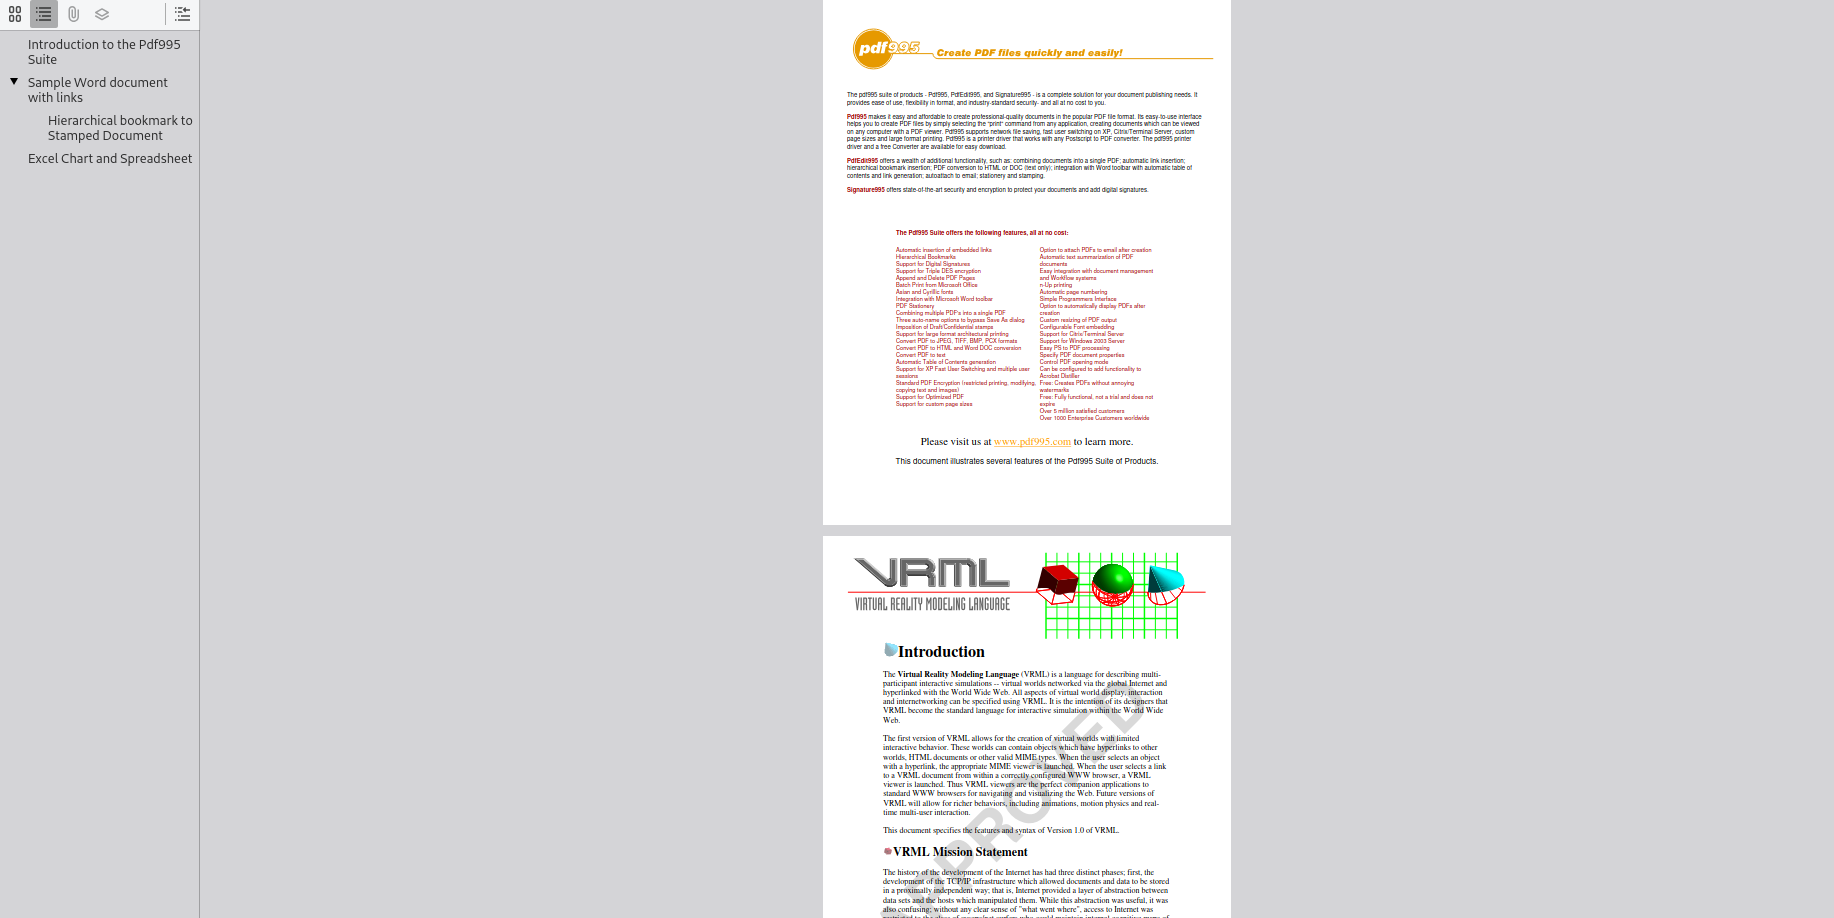 Introduction to the Pdf995
Suite
Sample Word document
with links
Hierarchical bookmark to
Stamped Document
Excel Chart and Spreadsheet
pdf995
Create PDF files quickly and easily!
The pdf995 suite of products - Pdf995, PdfEdit995, and Signature995 - is a complete solution for your document publishing needs. It
provides ease of use, flexibility in format, and industry-standard security- and all at no cost to you.
Pdf995 makes it easy and affordable to create professional-quality documents in the popular PDF file format. Its easy-to-use interface
helps you to create PDF files by simply selecting the "print" command from any application, creating documents which can be viewed
on any computer with a PDF viewer. Pdf995 supports network file saving, fast user switching on XP, Citrix/Terminal Server, custom
page sizes and large format printing. Pdf995 is a printer driver that works with any Postscript to PDF converter. The pdf995 printer
driver and a free Converter are available for easy download.
PdfEdit995 offers a wealth of additional functionality, such as: combining documents into a single PDF; automatic link insertion;
hierarchical bookmark insertion; PDF conversion to HTML or DOC (text only); integration with Word toolbar with automatic table of
contents and link generation; autoattach to email; stationery and stamping.
Signature995 offers state-of-the-art security and encryption to protect your documents and add digital signatures.
The Pdf995 Suite offers the following features, all at no cost:
Automatic insertion of embedded links
Hierarchical Bookmarks
Support for Digital Signatures
Support for Triple DES encryption
Append and Delete PDF Pages
Batch Print from Microsoft Office
Asian and Cyrillic fonts
Integration with Microsoft Word toolbar
PDF Stationery
Combining multiple PDF's into a single PDF
Three auto-name options to bypass Save As dialog
Imposition of Draft/Confidential stamps
Support for large format architectural printing
Convert PDF to JPEG, TIFF, BMP, PCX formats
Convert PDF to HTML and Word DOC conversion
Convert PDF to text
Automatic Table of Contents generation
Support for XP Fast User Switching and multiple user
sessions
Standard PDF Encryption (restricted printing, modifying,
copying text and images)
Support for Optimized PDF
Support for custom page sizes
Option to attach PDFs to email after creation
Automatic text summarization of PDF
documents
Easy integration with document management
and Workflow systems
n-Up printing
Automatic page numbering
Simple Programmers Interface
Option to automatically display PDFs after
creation
Custom resizing of PDF output
Configurable Font embedding
Support for Citrix/Terminal Server
Support for Windows 2003 Server
Easy PS to PDF processing
Specify PDF document properties
Control PDF opening mode
Can be configured to add functionality to
Acrobat Distiller
Free: Creates PDFs without annoying
watermarks
Free: Fully functional, not a trial and does not
expire
Over 5 million satisfied customers
Over 1000 Enterprise Customers worldwide
Please visit us at www.pdf995.com to learn more.
This document illustrates several features of the Pdf995 Suite of Products.
VRML
VIRTUAL REALITY MODELING LANGUAGE
Introduction
The Virtual Reality Modeling Language (VRML) is a language for describing multi-
participant interactive simulations -- virtual worlds networked via the global Internet and
hyperlinked with the World Wide Web. All aspects of virtual world display, interaction
and internetworking can be specified using VRML. It is the intention of its designers that
VRML become the standard language for interactive simulation within the World Wide
Web.
The first version of VRML allows for the creation of virtual worlds with limited
interactive behavior. These worlds can contain objects which have hyperlinks to other
worlds, HTML documents or other valid MIME types. When the user selects an object
with a hyperlink, the appropriate MIME viewer is launched. When the user selects a link
to a VRML document from within a correctly configured WWW browser, a VRML
viewer is launched. Thus VRML viewers are the perfect companion applications to
standard WWW browsers for navigating and visualizing the Web. Future versions of
VRML will allow for richer behaviors, including animations, motion physics and real-
time multi-user interaction.
This document specifies the features and syntax of Version 1.0 of VRML.
VRML Mission Statement
The history of the development of the Internet has had three distinct phases; first, the
development of the TCP/IP infrastructure which allowed documents and data to be stored
in a proximally independent way; that is, Internet provided a layer of abstraction between
data sets and the hosts which manipulated them. While this abstraction was useful, it was
also confusing; without any clear sense of "what went where", access to Internet was
APPROVED